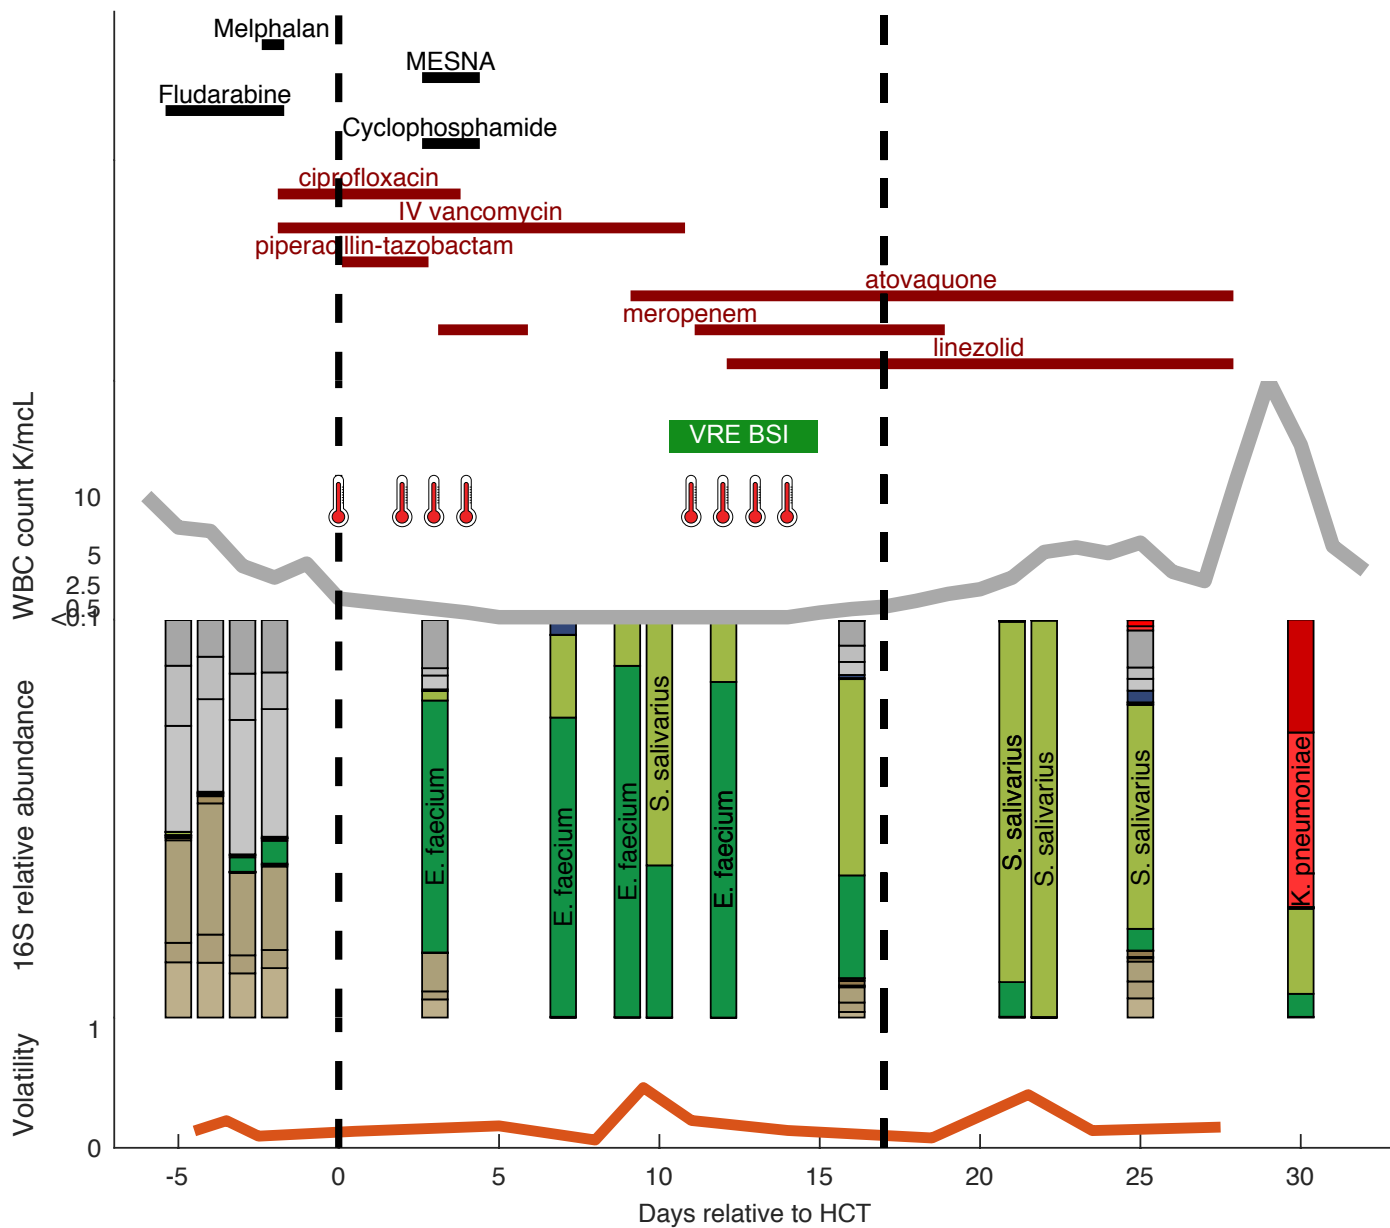 Melphalan
MESNA
Fludarabine
Cyclophosphamide
ciprofloxacin
IV vancomycin
piperacillin-tazobactam
atovaquone
meropenem
linezolid
VRE BSI
WBC count K/mcL
10
5
2.5
0.5
<0.1
16S relative abundance
E. faecium
E. faecium
E. faecium
S. salivarius
E. faecium
S. salivarius
S. salivarius
S. salivarius
K. pneumoniae
Volatility
1
0
-5 0 5 10 15 20 25 30
Days relative to HCT